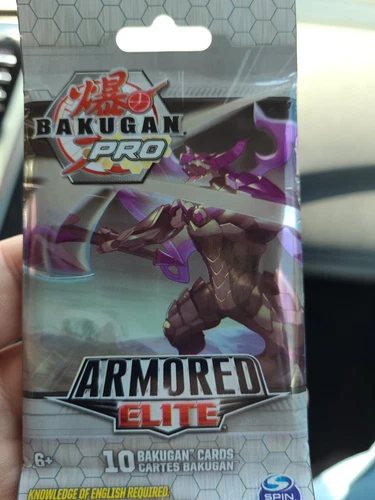 爆
BAKUGAN
PRO
ARMORED
ELITE
6+
10 BAKUGAN® CARDS
CARTES BAKUGAN
KNOWLEDGE OF ENGLISH REQUIRED.
SPIN